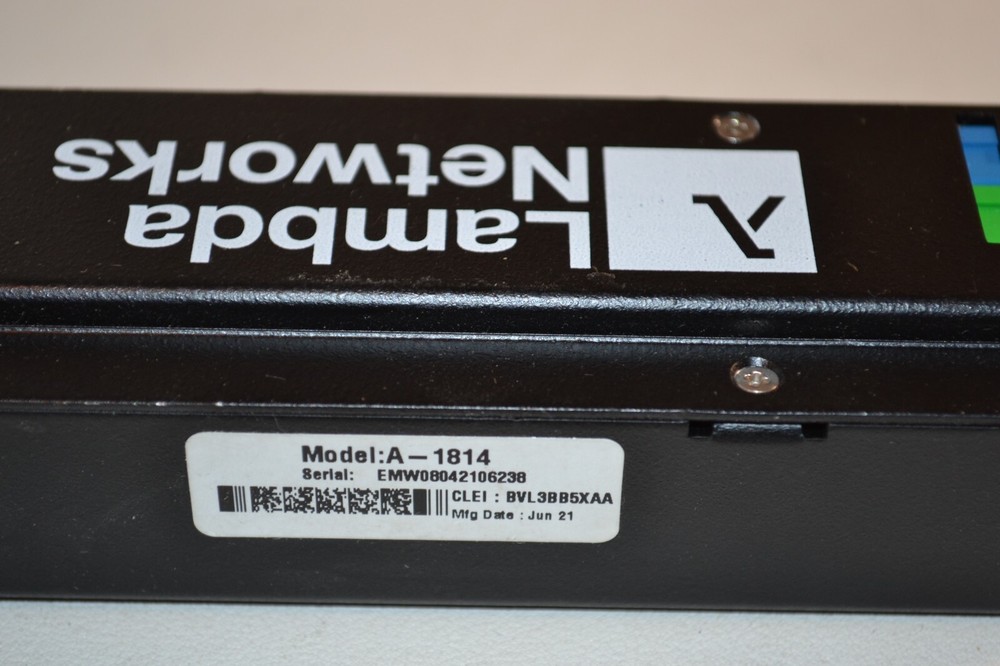 Lambda
Networks
Model:A-1814
Serial: EMW08042106238
CLEI : BVL3BB5XAA
Mfg Date : Jun 21